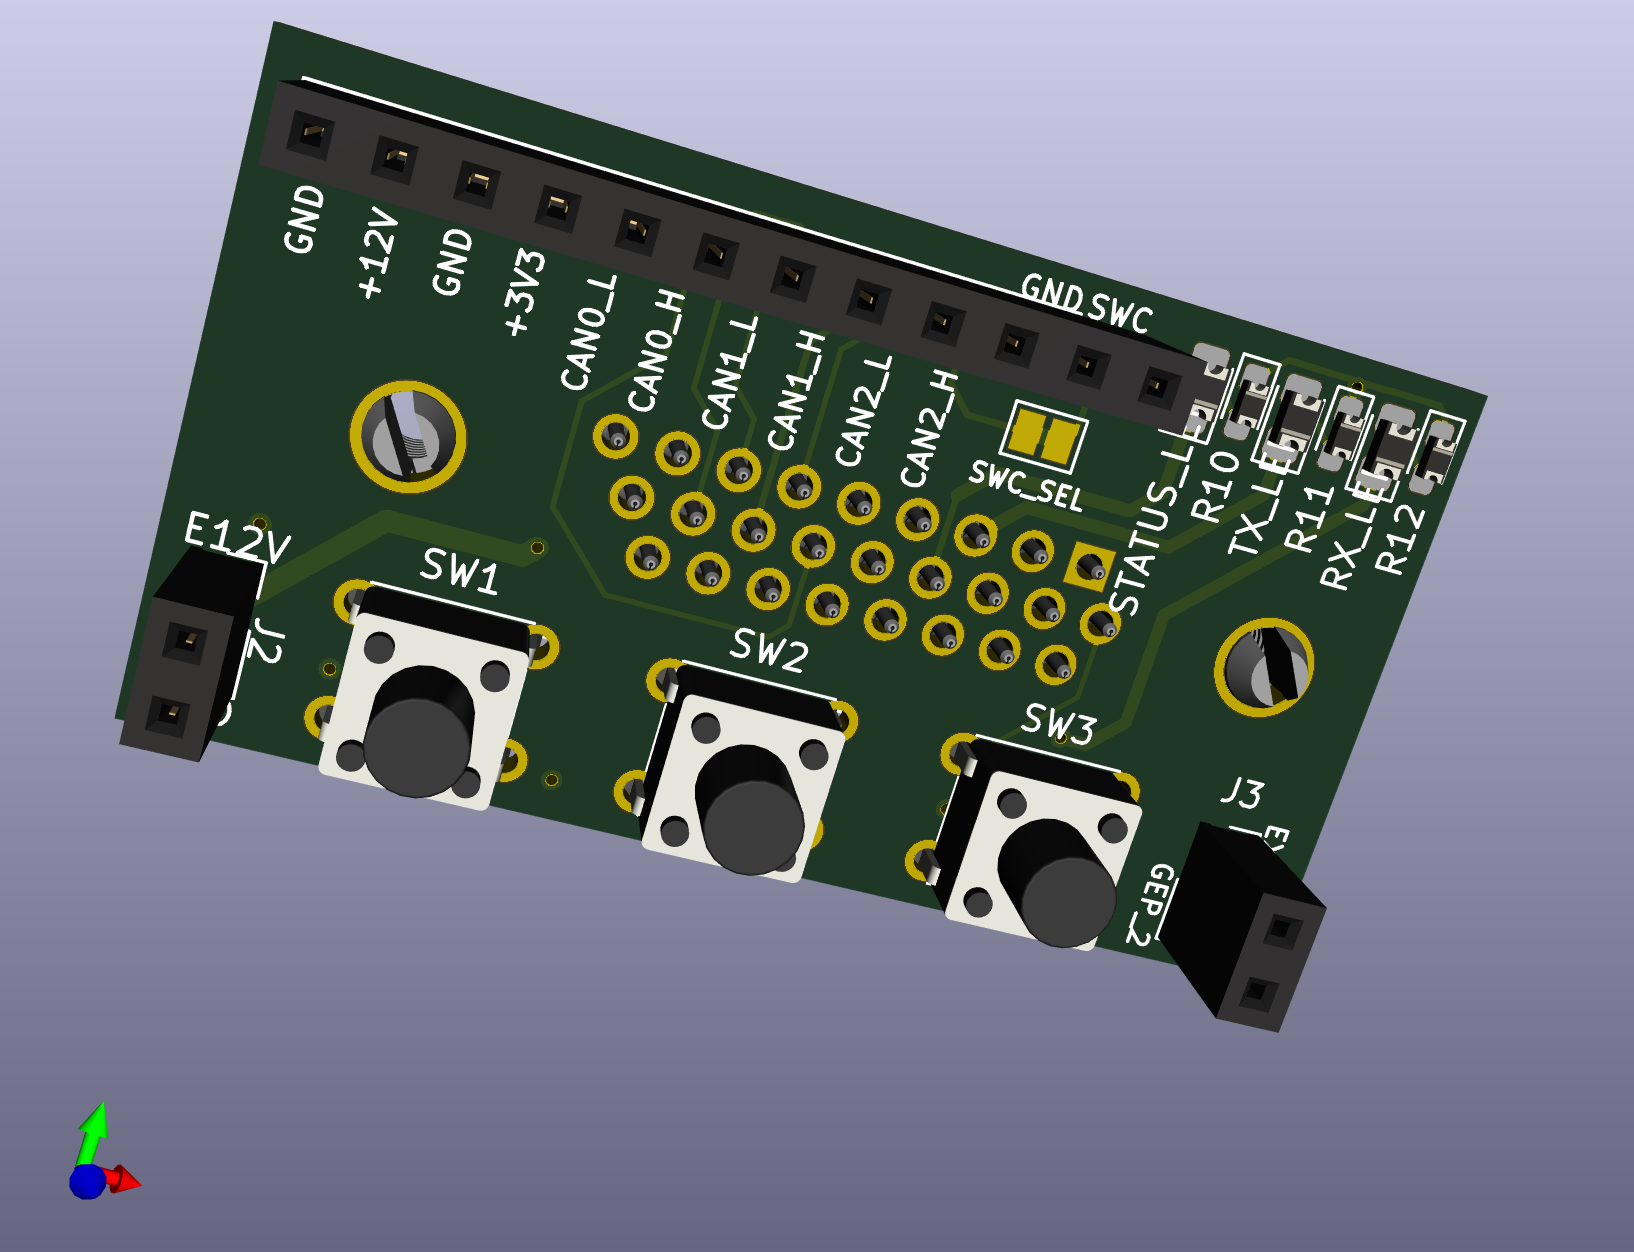 GND
+12V
GND
+3V3
CAN0_L
CAN0_H
CAN1_L
CAN1_H
CAN2_L
CAN2_H
GND
SWC
SWC_SEL
STATUS_L
R10
TX_LE
R11
RX_LE
R12
E12V
J2
SW1
SW2
SW3
J3
GEP_2